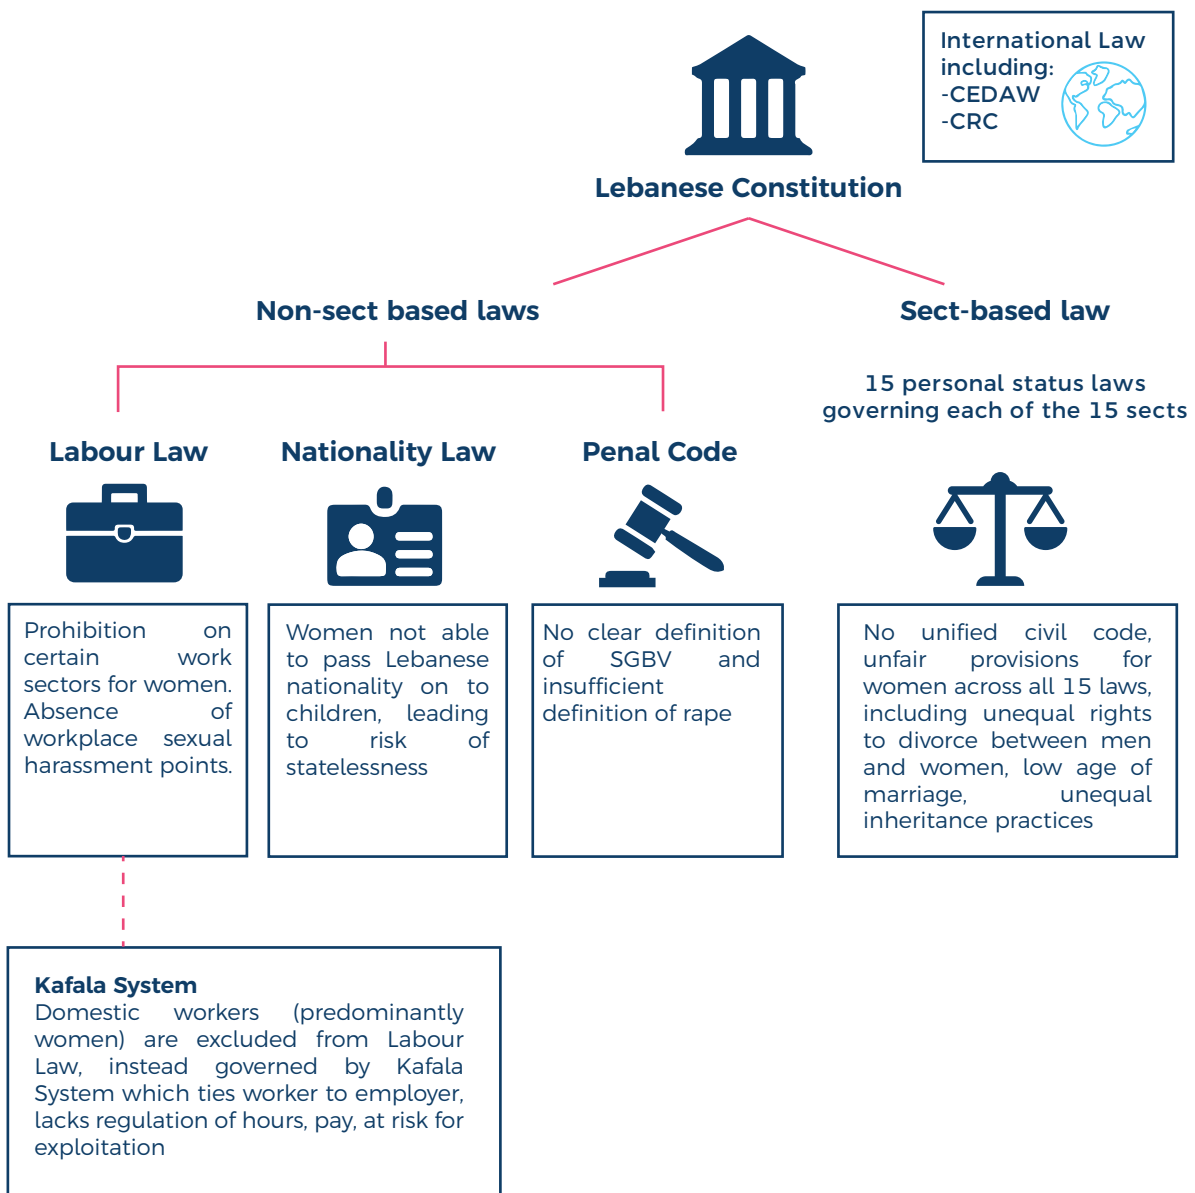 International Law
including:
-CEDAW
-CRC
Lebanese Constitution
Non-sect based laws
Sect-based law
15 personal status laws
governing each of the 15 sects
Labour Law
Nationality Law
Penal Code
Prohibition on
certain work
sectors for women.
Absence of
workplace sexual
harassment points.
Women not able
to pass Lebanese
nationality on to
children, leading
to risk of
statelessness
No clear definition
of SGBV and
insufficient
definition of rape
No unified civil code,
unfair provisions for
women across all 15 laws,
including unequal rights
to divorce between men
and women, low age of
marriage, unequal
inheritance practices
Kafala System
Domestic workers (predominantly
women) are excluded from Labour
Law, instead governed by Kafala
System which ties worker to employer,
lacks regulation of hours, pay, at risk for
exploitation